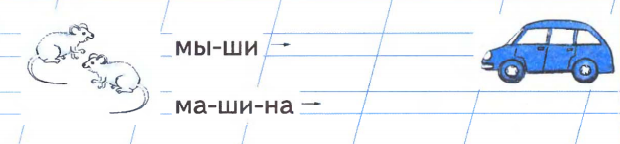 мы-ши →
ма-ши-на →